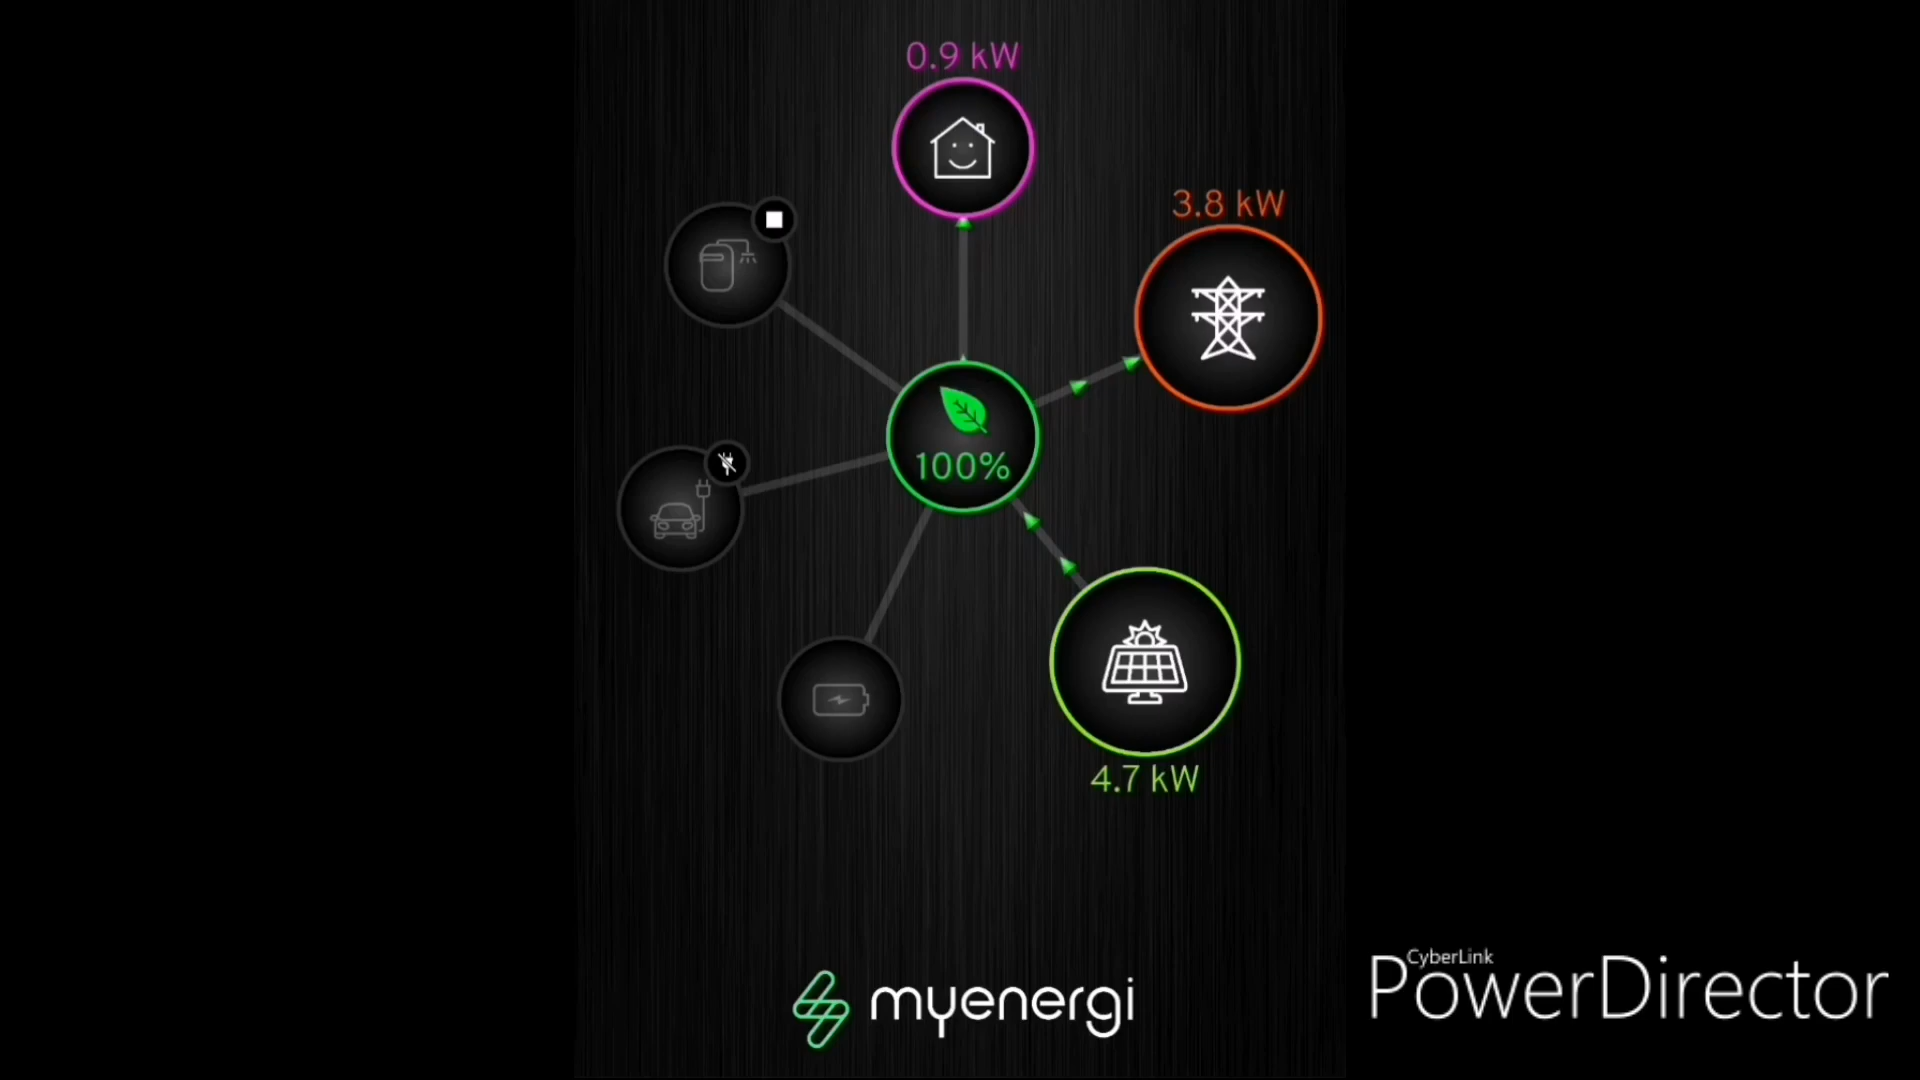 0.9 kW
3.8 kW
100%
4.7 kW
myenergi
CyberLink
PowerDirector